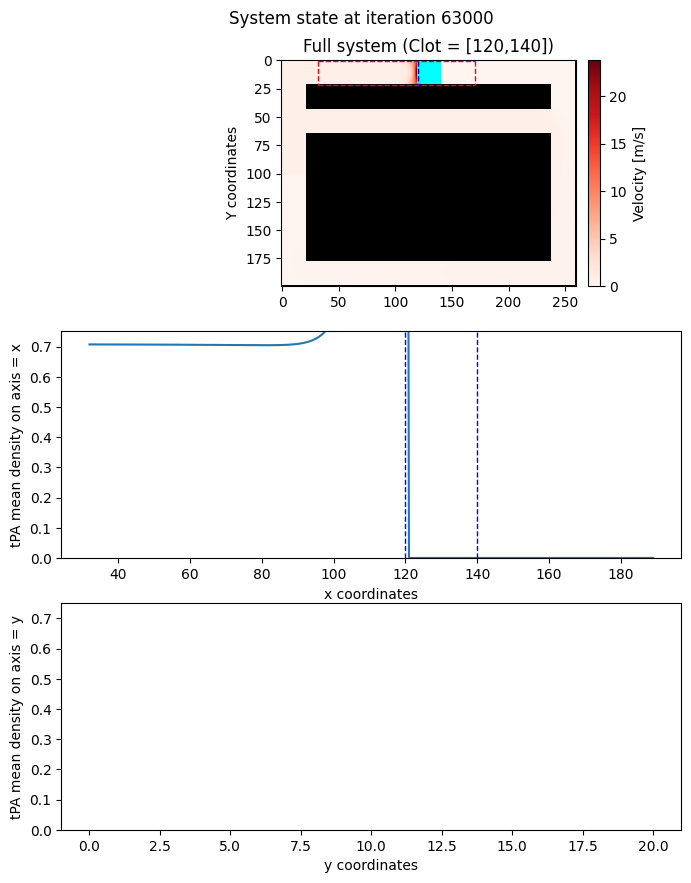 System state at iteration 63000
Full system (Clot = [120,140])
0
25
50
75
100
125
150
175
Y coordinates
0 50 100 150 200 250
20
15
10
5
0
Velocity [m/s]
0.7
0.6
0.5
0.4
0.3
0.2
0.1
0.0
tPA mean density on axis = x
40 60 80 100 120 140 160 180
x coordinates
0.7
0.6
0.5
0.4
0.3
0.2
0.1
0.0
tPA mean density on axis = y
0.0 2.5 5.0 7.5 10.0 12.5 15.0 17.5 20.0
y coordinates